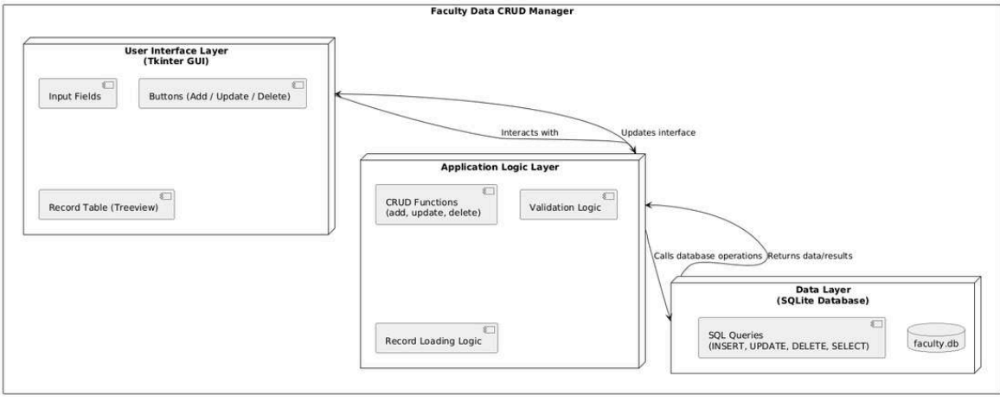 Faculty Data CRUD Manager
User Interface Layer
(Tkinter GUI)
Input Fields
Buttons (Add / Update / Delete)
Record Table (Treeview)
Interacts with
Updates interface
Application Logic Layer
CRUD Functions
(add, update, delete)
Validation Logic
Record Loading Logic
Calls database operations
Returns data/results
Data Layer
(SQLite Database)
SQL Queries
(INSERT, UPDATE, DELETE, SELECT)
faculty.db